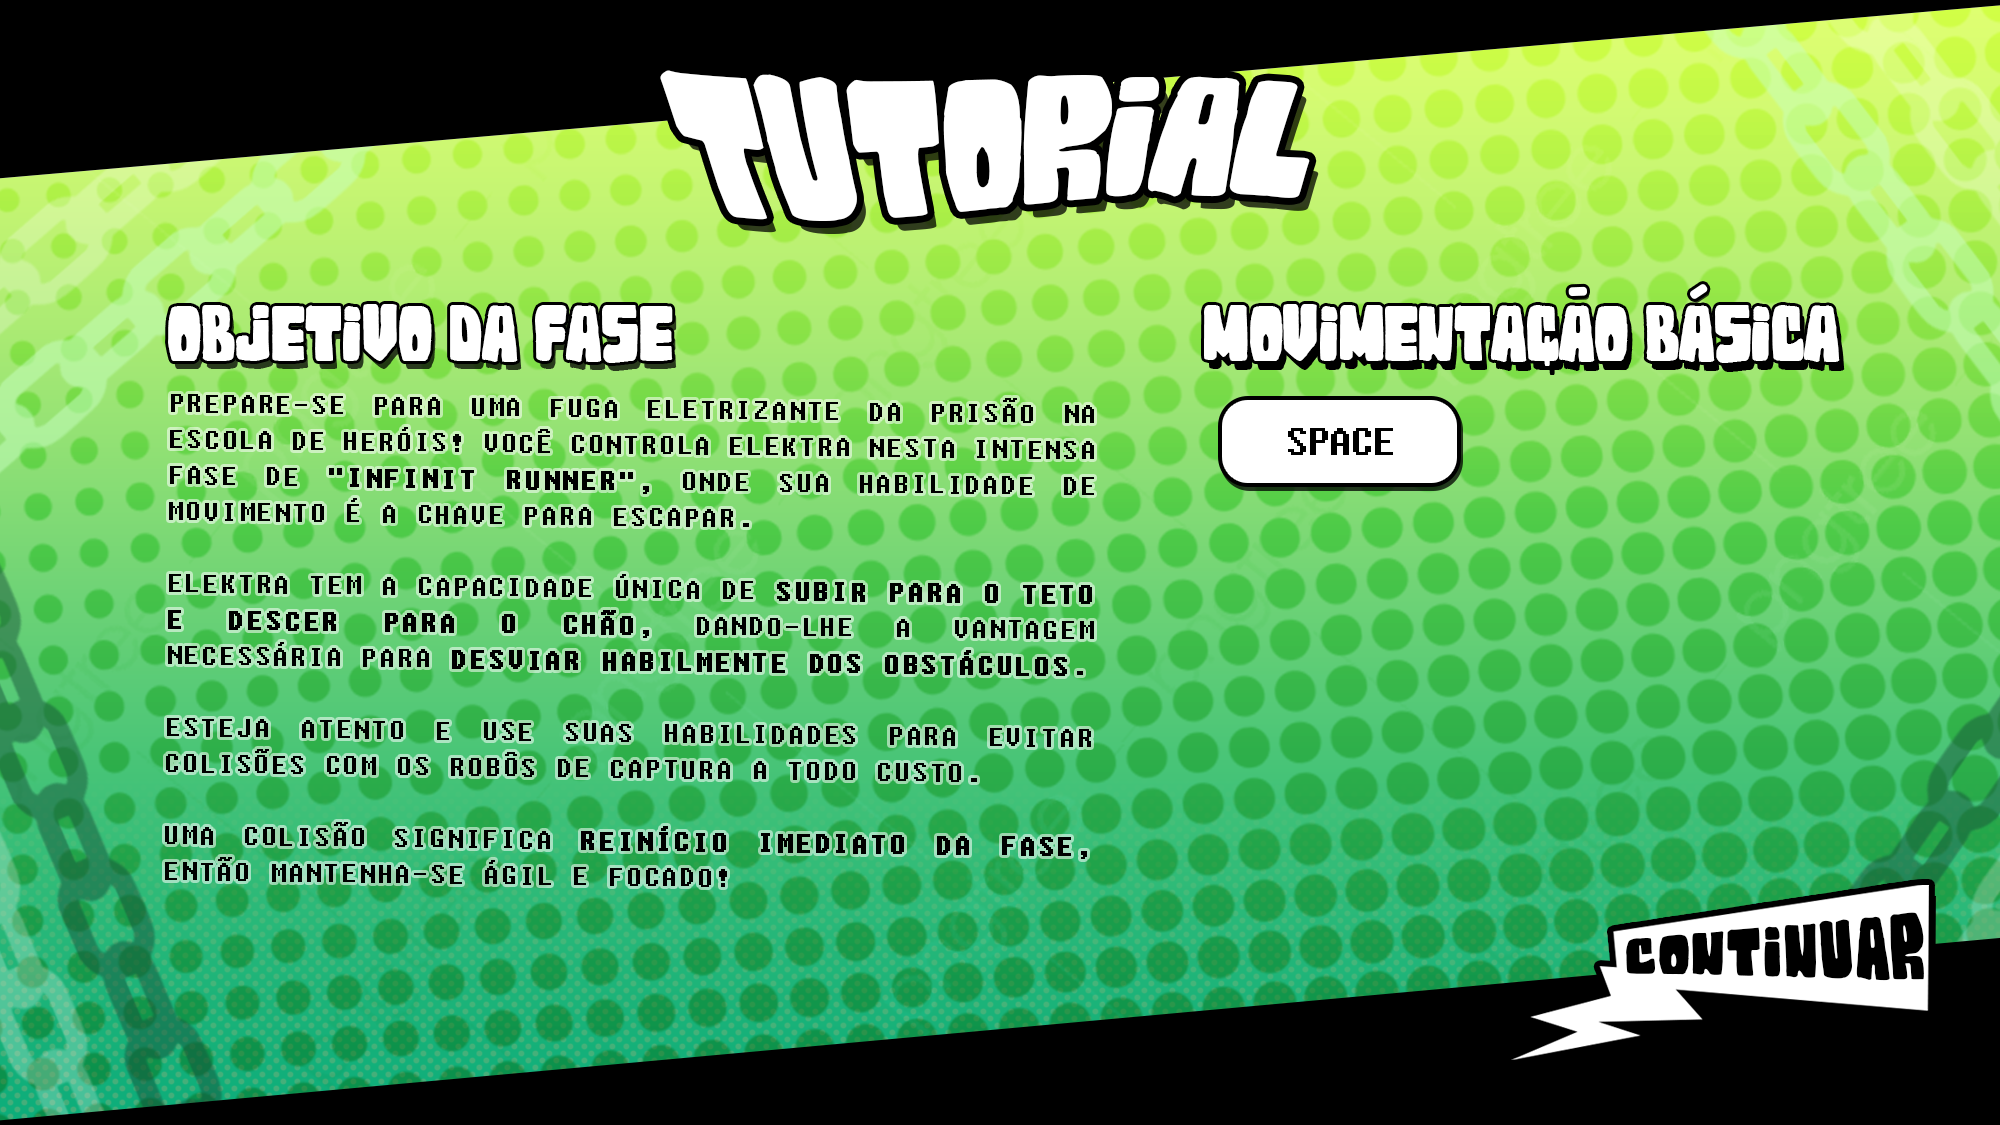 TUTORiAL
OBJETiVO DA FASE
PREPARE-SE PARA UMA FUGA ELETRIZANTE DA PRISÃO NA
ESCOLA DE HERÓIS! VOCÊ CONTROLA ELEKTRA NESTA INTENSA
FASE DE "INFINIT RUNNER", ONDE SUA HABILIDADE DE
MOVIMENTO É A CHAVE PARA ESCAPAR.
ELEKTRA TEM A CAPACIDADE ÚNICA DE SUBIR PARA O TETO
E DESCER PARA O CHÃO, DANDO-LHE A VANTAGEM
NECESSÁRIA PARA DESVIAR HABILMENTE DOS OBSTÁCULOS.
ESTEJA ATENTO E USE SUAS HABILIDADES PARA EVITAR
COLISÕES COM OS ROBÔS DE CAPTURA A TODO CUSTO.
UMA COLISÃO SIGNIFICA REINÍCIO IMEDIATO DA FASE,
ENTÃO MANTENHA-SE ÁGIL E FOCADO!
MOViMENTAÇÃO BÁSiCA
SPACE
CONTiNUAR